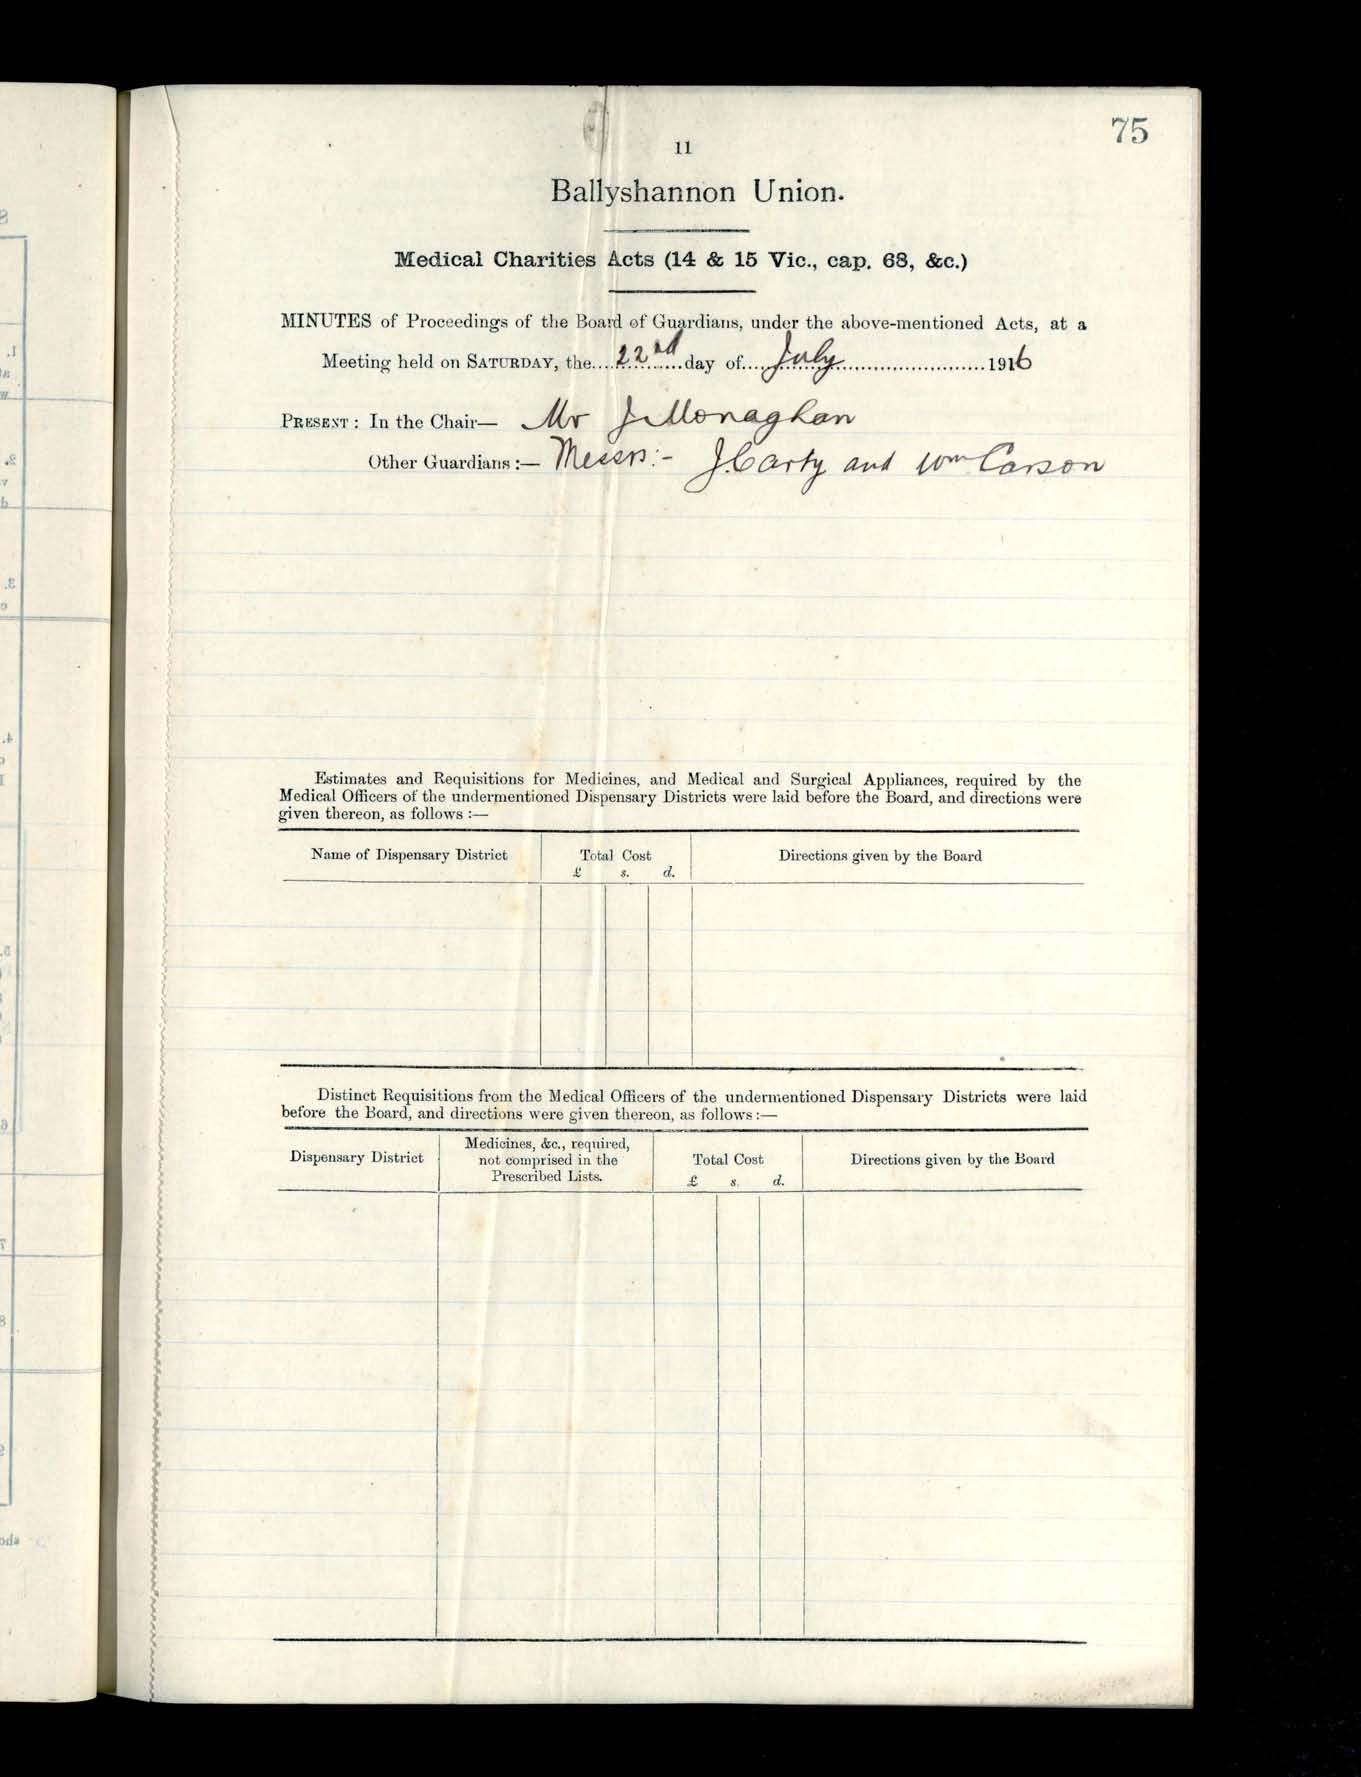 75
11
Ballyshannon Union.
Medical Charities Acts (14 & 15 Vic., cap. 68, &c.)
MINUTES of Proceedings of the Board of Guardians, under the above-mentioned Acts, at a
Meeting held on SATURDAY, the....22nd....day of....July....1916
PRESENT : In the Chair— Mr J Monaghan
Other Guardians :— Messrs:- J. Carty and Wm Carson
Estimates and Requisitions for Medicines, and Medical and Surgical Appliances, required by the
Medical Officers of the undermentioned Dispensary Districts were laid before the Board, and directions were
given thereon, as follows :—
Name of Dispensary District Total Cost Directions given by the Board
£ s. d.
Distinct Requisitions from the Medical Officers of the undermentioned Dispensary Districts were laid
before the Board, and directions were given thereon, as follows :—
Dispensary District Medicines, &c., required, not comprised in the Prescribed Lists. Total Cost Directions given by the Board
£ s. d.